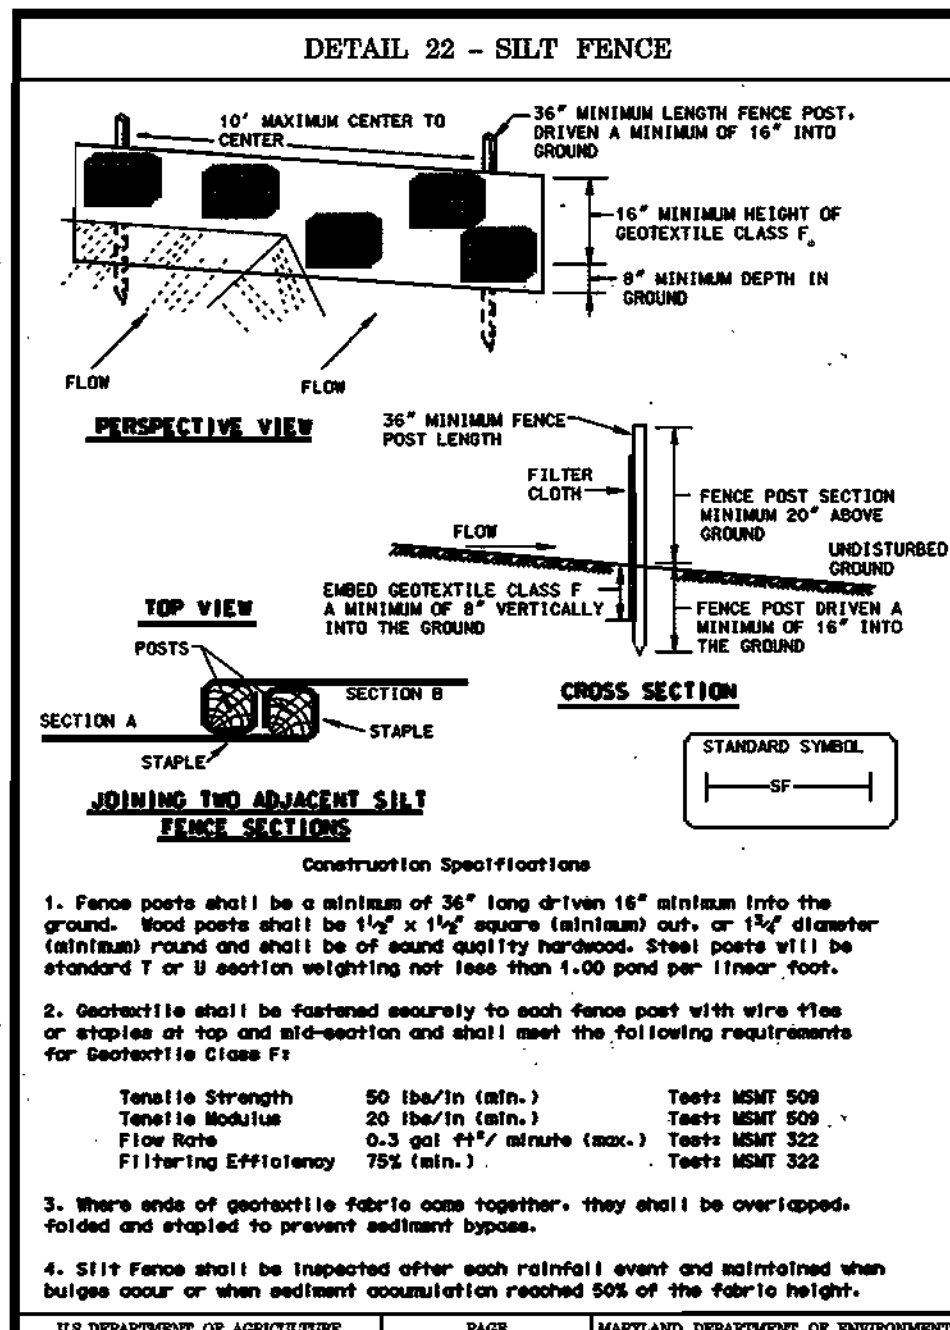 DETAIL 22 - SILT FENCE
10' MAXIMUM CENTER TO
CENTER
36" MINIMUM LENGTH FENCE POST,
DRIVEN A MINIMUM OF 16" INTO
GROUND
16" MINIMUM HEIGHT OF
GEOTEXTILE CLASS F
8" MINIMUM DEPTH IN
GROUND
FLOW
FLOW
PERSPECTIVE VIEW
36" MINIMUM FENCE
POST LENGTH
FILTER
CLOTH
FLOW
FENCE POST SECTION
MINIMUM 20" ABOVE
GROUND
UNDISTURBED
GROUND
EMBED GEOTEXTILE CLASS F
A MINIMUM OF 8" VERTICALLY
INTO THE GROUND
FENCE POST DRIVEN A
MINIMUM OF 16" INTO
THE GROUND
CROSS SECTION
TOP VIEW
POSTS
SECTION B
SECTION A
STAPLE
STAPLE
JOINING TWO ADJACENT SILT
FENCE SECTIONS
STANDARD SYMBOL
SF
Construction Specifications
1. Fence posts shall be a minimum of 36" long driven 16" minimum into the
ground. Wood posts shall be 1½" x 1½" square (minimum) cut, or 1¾" diameter
(minimum) round and shall be of sound quality hardwood. Steel posts will be
standard T or U section weighting not less than 1.00 pond per linear foot.
2. Geotextile shall be fastened securely to each fence post with wire ties
or staples at top and mid-section and shall meet the following requirements
for Geotextile Class F:
Tensile Strength 50 lbs/in (min.) Test: MSMT 509
Tensile Modulus 20 lbs/in (min.) Test: MSMT 509
Flow Rate 0.3 gal ft²/ minute (max.) Test: MSMT 322
Filtering Efficiency 75% (min.) Test: MSMT 322
3. Where ends of geotextile fabric come together, they shall be overlapped,
folded and stapled to prevent sediment bypass.
4. Silt Fence shall be inspected after each rainfall event and maintained when
bulges occur or when sediment accumulation reached 50% of the fabric height.
U.S. DEPARTMENT OF AGRICULTURE
PAGE
MARYLAND DEPARTMENT OF ENVIRONMENT